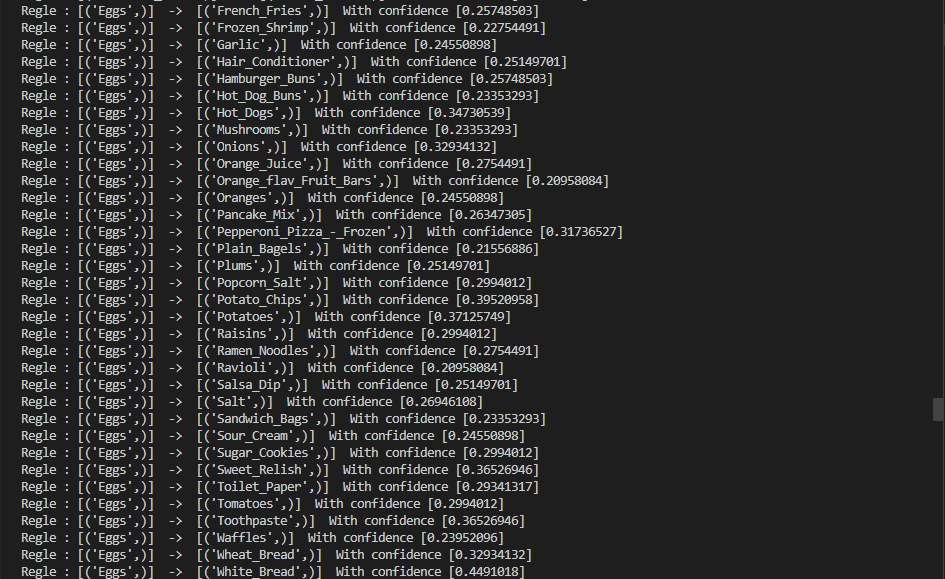 Regle : [('Eggs',)]  ->  [('French_Fries',)]  With confidence [0.25748503]
Regle : [('Eggs',)]  ->  [('Frozen_Shrimp',)]  With confidence [0.22754491]
Regle : [('Eggs',)]  ->  [('Garlic',)]  With confidence [0.24550898]
Regle : [('Eggs',)]  ->  [('Hair_Conditioner',)]  With confidence [0.25149701]
Regle : [('Eggs',)]  ->  [('Hamburger_Buns',)]  With confidence [0.25748503]
Regle : [('Eggs',)]  ->  [('Hot_Dog_Buns',)]  With confidence [0.23353293]
Regle : [('Eggs',)]  ->  [('Hot_Dogs',)]  With confidence [0.34730539]
Regle : [('Eggs',)]  ->  [('Mushrooms',)]  With confidence [0.23353293]
Regle : [('Eggs',)]  ->  [('Onions',)]  With confidence [0.32934132]
Regle : [('Eggs',)]  ->  [('Orange_Juice',)]  With confidence [0.2754491]
Regle : [('Eggs',)]  ->  [('Orange_flav_Fruit_Bars',)]  With confidence [0.20958084]
Regle : [('Eggs',)]  ->  [('Oranges',)]  With confidence [0.24550898]
Regle : [('Eggs',)]  ->  [('Pancake_Mix',)]  With confidence [0.26347305]
Regle : [('Eggs',)]  ->  [('Pepperoni_Pizza_-_Frozen',)]  With confidence [0.31736527]
Regle : [('Eggs',)]  ->  [('Plain_Bagels',)]  With confidence [0.21556886]
Regle : [('Eggs',)]  ->  [('Plums',)]  With confidence [0.25149701]
Regle : [('Eggs',)]  ->  [('Popcorn_Salt',)]  With confidence [0.2994012]
Regle : [('Eggs',)]  ->  [('Potato_Chips',)]  With confidence [0.39520958]
Regle : [('Eggs',)]  ->  [('Potatoes',)]  With confidence [0.37125749]
Regle : [('Eggs',)]  ->  [('Raisins',)]  With confidence [0.2994012]
Regle : [('Eggs',)]  ->  [('Ramen_Noodles',)]  With confidence [0.2754491]
Regle : [('Eggs',)]  ->  [('Ravioli',)]  With confidence [0.20958084]
Regle : [('Eggs',)]  ->  [('Salsa_Dip',)]  With confidence [0.25149701]
Regle : [('Eggs',)]  ->  [('Salt',)]  With confidence [0.26946108]
Regle : [('Eggs',)]  ->  [('Sandwich_Bags',)]  With confidence [0.23353293]
Regle : [('Eggs',)]  ->  [('Sour_Cream',)]  With confidence [0.24550898]
Regle : [('Eggs',)]  ->  [('Sugar_Cookies',)]  With confidence [0.2994012]
Regle : [('Eggs',)]  ->  [('Sweet_Relish',)]  With confidence [0.36526946]
Regle : [('Eggs',)]  ->  [('Toilet_Paper',)]  With confidence [0.29341317]
Regle : [('Eggs',)]  ->  [('Tomatoes',)]  With confidence [0.2994012]
Regle : [('Eggs',)]  ->  [('Toothpaste',)]  With confidence [0.36526946]
Regle : [('Eggs',)]  ->  [('Waffles',)]  With confidence [0.23952096]
Regle : [('Eggs',)]  ->  [('Wheat_Bread',)]  With confidence [0.32934132]
Regle : [('Eggs',)]  ->  [('White_Bread',)]  With confidence [0.4491018]